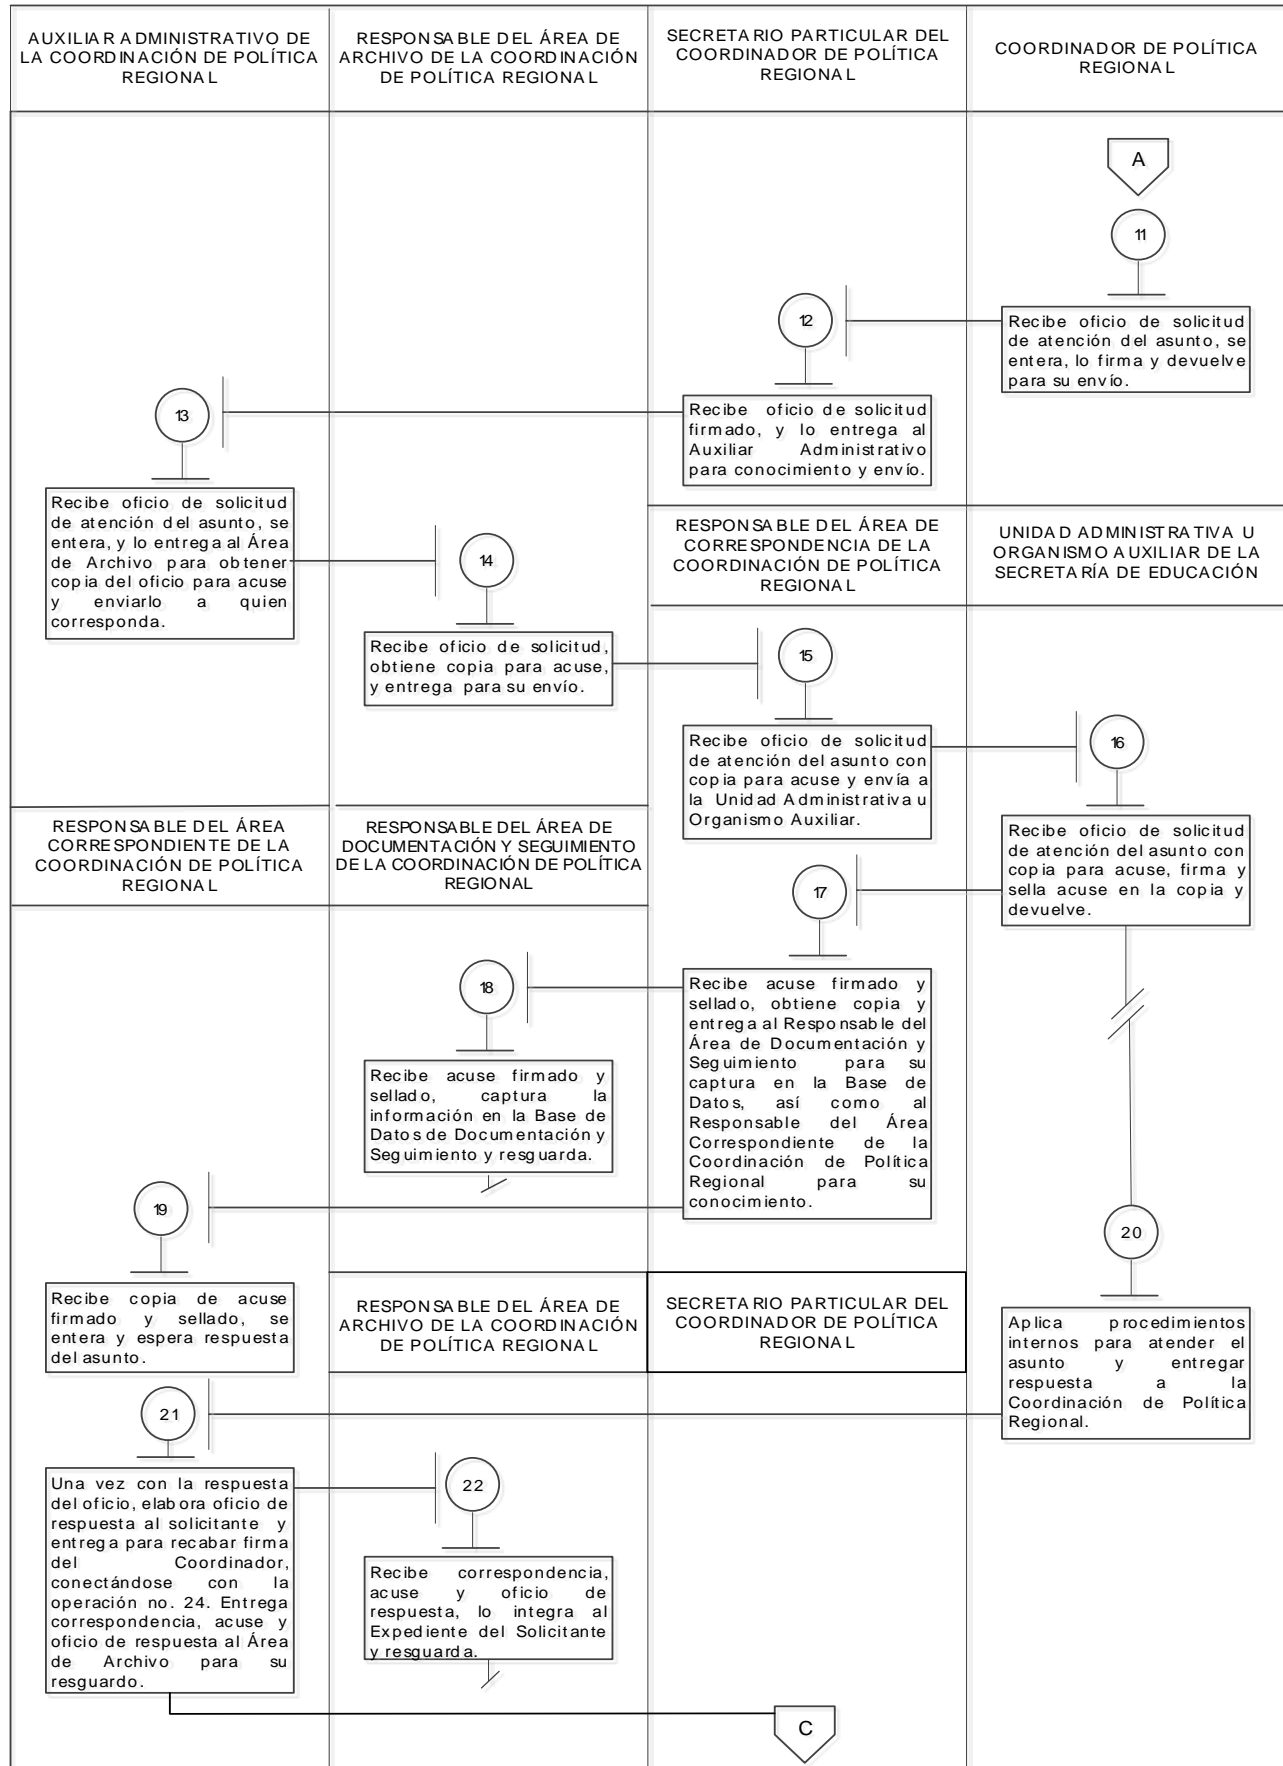 AUXILIAR ADMINISTRATIVO DE
LA COORDINACIÓN DE POLÍTICA
REGIONAL
RESPONSABLE DEL ÁREA DE
ARCHIVO DE LA COORDINACIÓN
DE POLÍTICA REGIONAL
SECRETARIO PARTICULAR DEL
COORDINADOR DE POLÍTICA
REGIONAL
COORDINADOR DE POLÍTICA
REGIONAL
A
11
Recibe oficio de solicitud
de atención del asunto, se
entera, lo firma y devuelve
para su envío.
12
Recibe oficio de solicitud
firmado, y lo entrega al
Auxiliar Administrativo
para conocimiento y envío.
13
Recibe oficio de solicitud
de atención del asunto, se
entera, y lo entrega al Área
de Archivo para obtener
copia del oficio para acuse
y enviarlo a quien
corresponda.
14
Recibe oficio de solicitud,
obtiene copia para acuse,
y entrega para su envío.
RESPONSABLE DEL ÁREA DE
CORRESPONDENCIA DE LA
COORDINACIÓN DE POLÍTICA
REGIONAL
UNIDAD ADMINISTRATIVA U
ORGANISMO AUXILIAR DE LA
SECRETARÍA DE EDUCACIÓN
15
Recibe oficio de solicitud
de atención del asunto con
copia para acuse y envía a
la Unidad Administrativa u
Organismo Auxiliar.
16
Recibe oficio de solicitud
de atención del asunto con
copia para acuse, firma y
sella acuse en la copia y
devuelve.
RESPONSABLE DEL ÁREA
CORRESPONDIENTE DE LA
COORDINACIÓN DE POLÍTICA
REGIONAL
RESPONSABLE DEL ÁREA DE
DOCUMENTACIÓN Y SEGUIMIENTO
DE LA COORDINACIÓN DE POLÍTICA
REGIONAL
17
Recibe acuse firmado y
sellado, obtiene copia y
entrega al Responsable del
Área de Documentación y
Seguimiento para su
captura en la Base de
Datos, así como al
Responsable del Área
Correspondiente de la
Coordinación de Política
Regional para su
conocimiento.
18
Recibe acuse firmado y
sellado, captura la
información en la Base de
Datos de Documentación y
Seguimiento y resguarda.
19
Recibe copia de acuse
firmado y sellado, se
entera y espera respuesta
del asunto.
RESPONSABLE DEL ÁREA DE
ARCHIVO DE LA COORDINACIÓN
DE POLÍTICA REGIONAL
SECRETARIO PARTICULAR DEL
COORDINADOR DE POLÍTICA
REGIONAL
20
Aplica procedimientos
internos para atender el
asunto y entregar
respuesta a la
Coordinación de Política
Regional.
21
Una vez con la respuesta
del oficio, elabora oficio de
respuesta al solicitante y
entrega para recabar firma
del Coordinador,
conectándose con la
operación no. 24. Entrega
correspondencia, acuse y
oficio de respuesta al Área
de Archivo para su
resguardo.
22
Recibe correspondencia,
acuse y oficio de
respuesta, lo integra al
Expediente del Solicitante
y resguarda.
C